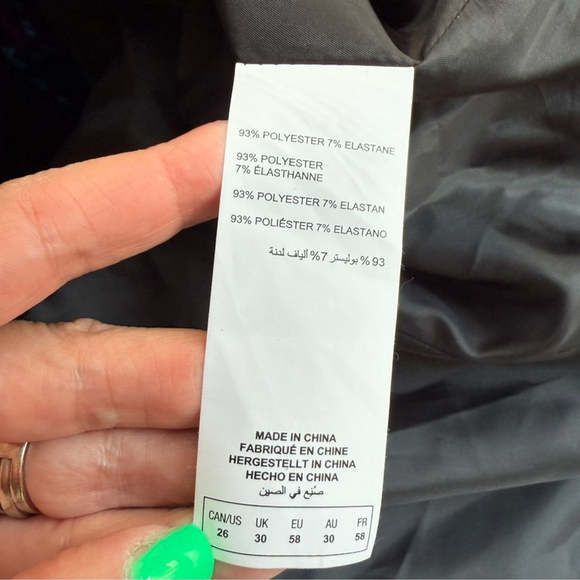 93% POLYESTER 7% ELASTANE
93% POLYESTER
7% ÉLASTHANNE
93% POLYESTER 7% ELASTAN
93% POLIÉSTER 7% ELASTANO
93 % بوليستر 7% ألياف لدنة
MADE IN CHINA
FABRIQUÉ EN CHINE
HERGESTELLT IN CHINA
HECHO EN CHINA
صُنِع في الصين
CAN/US UK EU AU FR
26 30 58 30 58